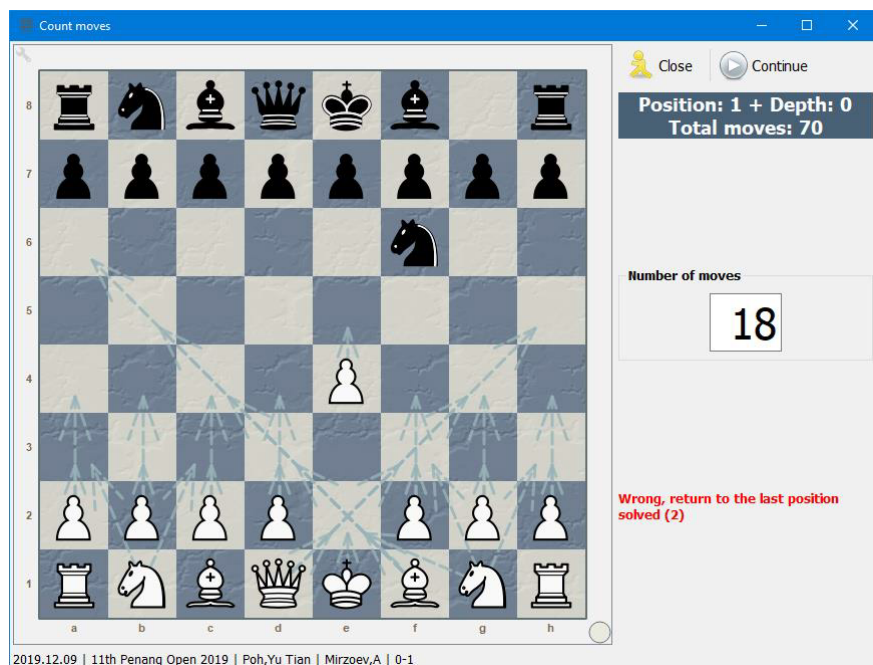 Count moves
Close
Continue
Position: 1 + Depth: 0
Total moves: 70
8
7
6
5
4
3
2
1
Number of moves
18
Wrong, return to the last position
solved (2)
a b c d e f g h
2019.12.09 | 11th Penang Open 2019 | Poh,Yu Tian | Mirzoev,A | 0-1